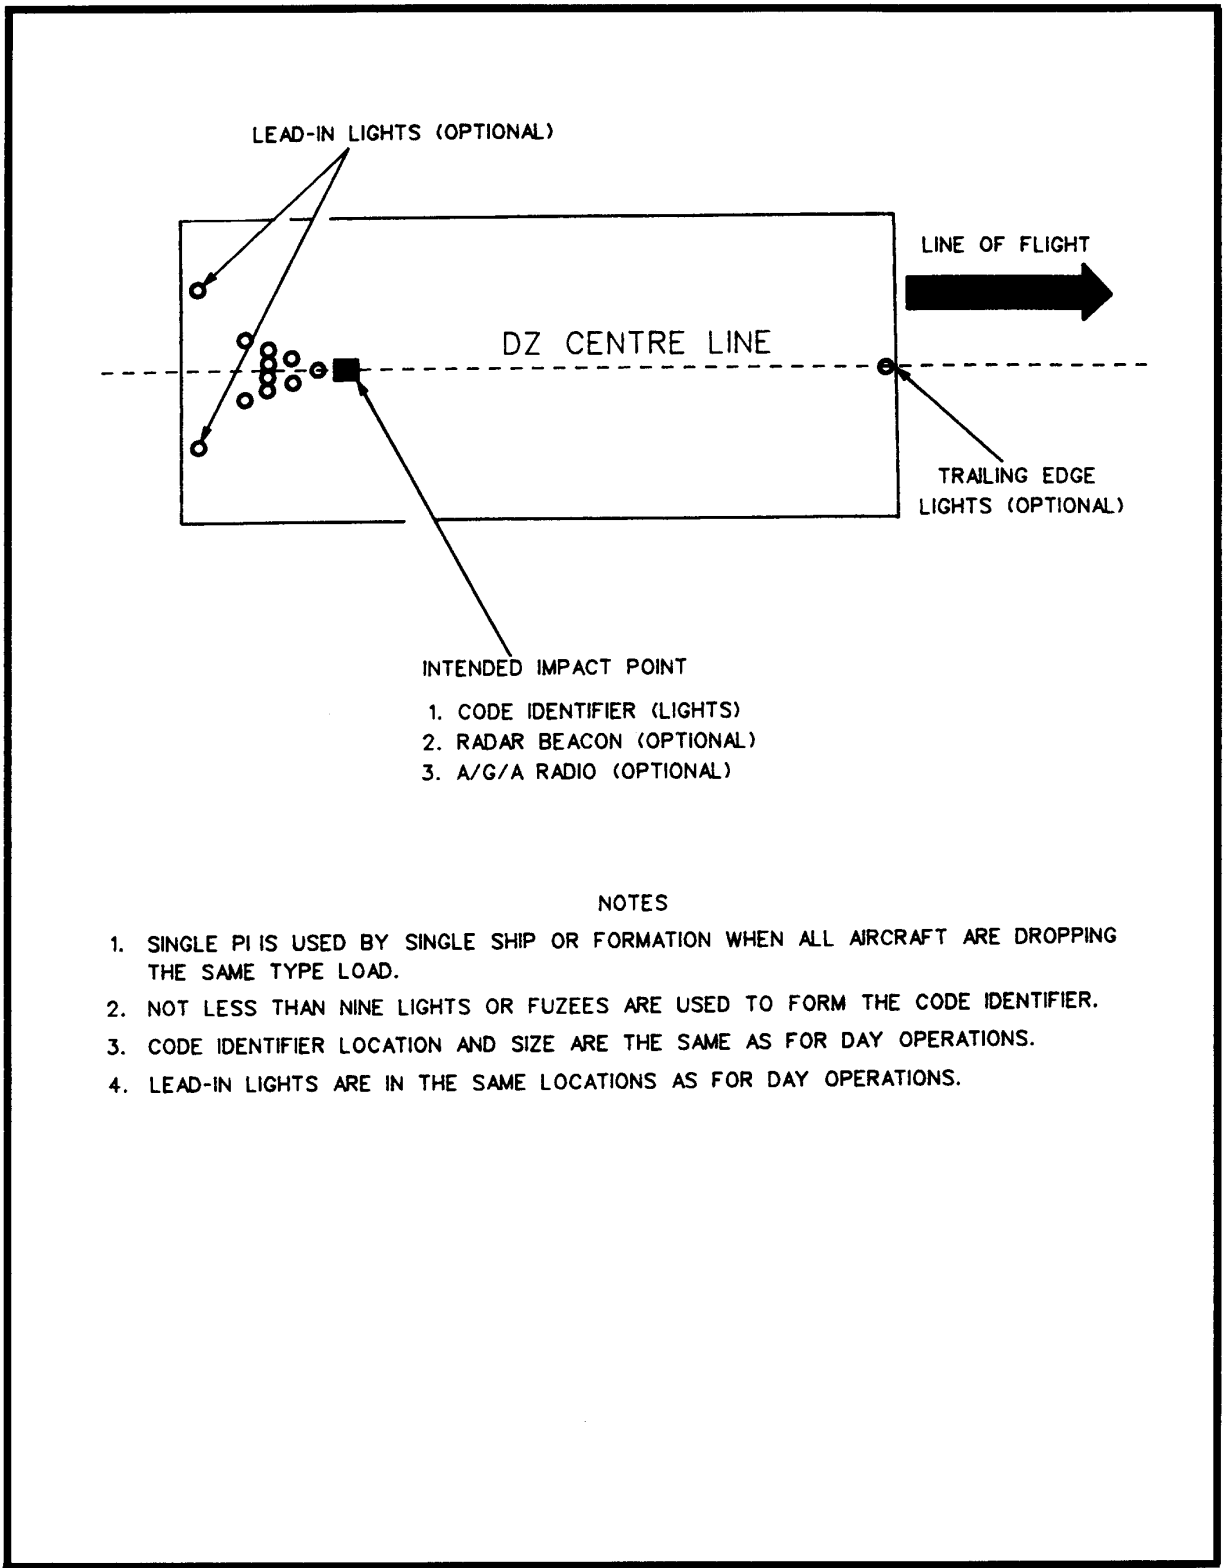 LEAD-IN LIGHTS (OPTIONAL)
LINE OF FLIGHT
DZ CENTRE LINE
TRAILING EDGE
LIGHTS (OPTIONAL)
INTENDED IMPACT POINT
1. CODE IDENTIFIER (LIGHTS)
2. RADAR BEACON (OPTIONAL)
3. A/G/A RADIO (OPTIONAL)
NOTES
1. SINGLE PI IS USED BY SINGLE SHIP OR FORMATION WHEN ALL AIRCRAFT ARE DROPPING
THE SAME TYPE LOAD.
2. NOT LESS THAN NINE LIGHTS OR FUZEES ARE USED TO FORM THE CODE IDENTIFIER.
3. CODE IDENTIFIER LOCATION AND SIZE ARE THE SAME AS FOR DAY OPERATIONS.
4. LEAD-IN LIGHTS ARE IN THE SAME LOCATIONS AS FOR DAY OPERATIONS.